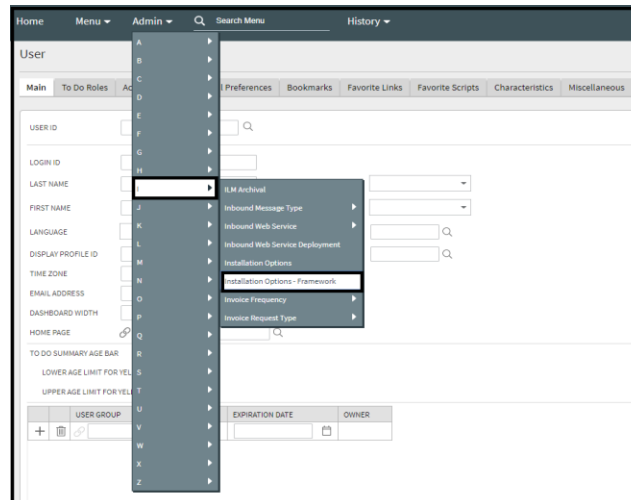 Home Menu Admin Search Menu History
User
Main To Do Roles Ac l Preferences Bookmarks Favorite Links Favorite Scripts Characteristics Miscellaneous
A
B
C
D
E
F
G
H
I
J
K
L
M
N
O
P
Q
R
S
T
U
V
W
X
Z
ILM Archival
Inbound Message Type
Inbound Web Service
Inbound Web Service Deployment
Installation Options
Installation Options - Framework
Invoice Frequency
Invoice Request Type
USER ID
LOGIN ID
LAST NAME
FIRST NAME
LANGUAGE
DISPLAY PROFILE ID
TIME ZONE
EMAIL ADDRESS
DASHBOARD WIDTH
HOME PAGE
TO DO SUMMARY AGE BAR
LOWER AGE LIMIT FOR YEL
UPPER AGE LIMIT FOR YEL
USER GROUP EXPIRATION DATE OWNER